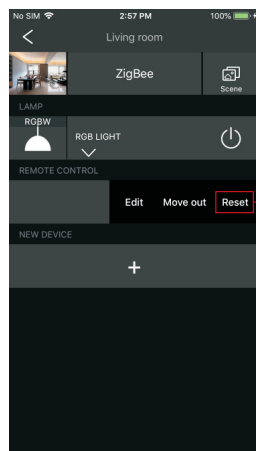 No SIM 2:57 PM 100%
Living room
ZigBee
Scene
LAMP
RGBW
RGB LIGHT
REMOTE CONTROL
Edit Move out Reset
NEW DEVICE
+